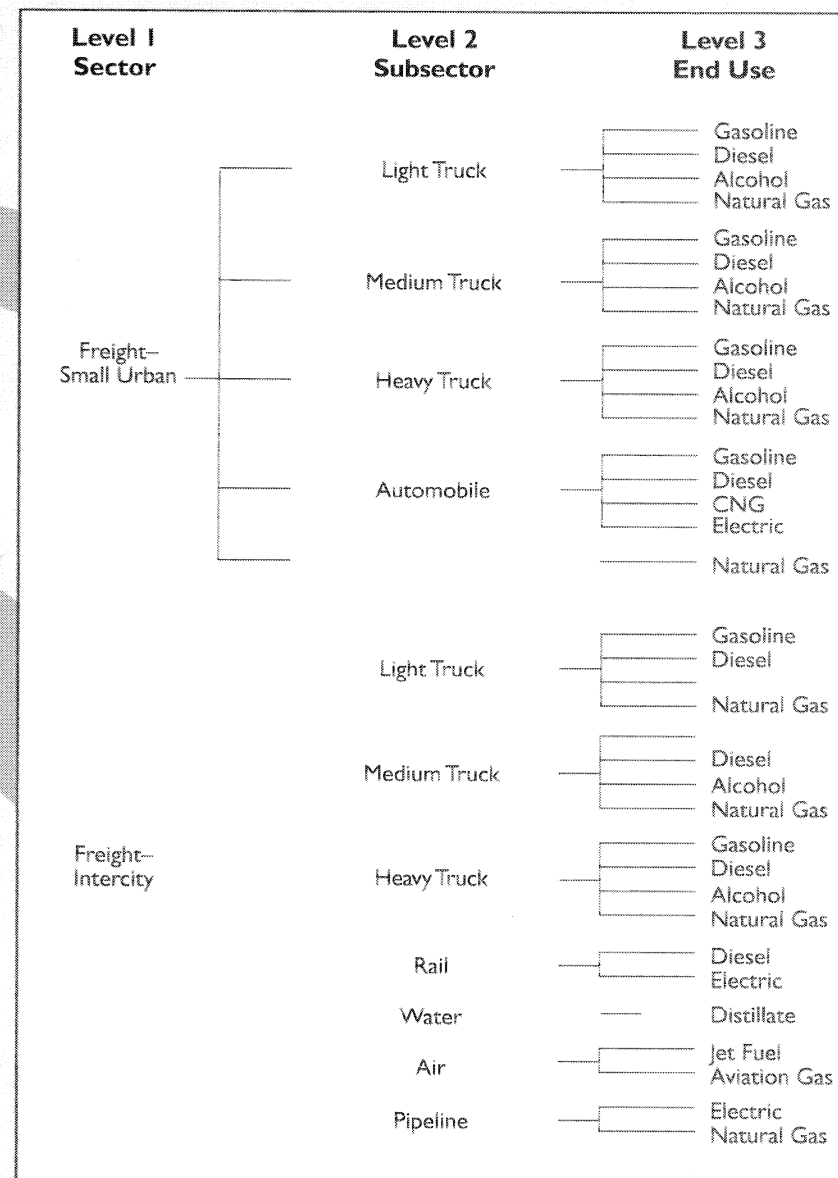 Level 1 Level 2 Level 3
Sector Subsector End Use
Gasoline
Light Truck Diesel
Alcohol
Natural Gas
Gasoline
Medium Truck Diesel
Alcohol
Natural Gas
Freight–
Small Urban
Gasoline
Heavy Truck Diesel
Alcohol
Natural Gas
Gasoline
Automobile Diesel
CNG
Electric
Natural Gas
Gasoline
Light Truck Diesel
Natural Gas
Medium Truck Diesel
Alcohol
Natural Gas
Freight–
Intercity
Gasoline
Heavy Truck Diesel
Alcohol
Natural Gas
Rail Diesel
Electric
Water Distillate
Air Jet Fuel
Aviation Gas
Pipeline Electric
Natural Gas